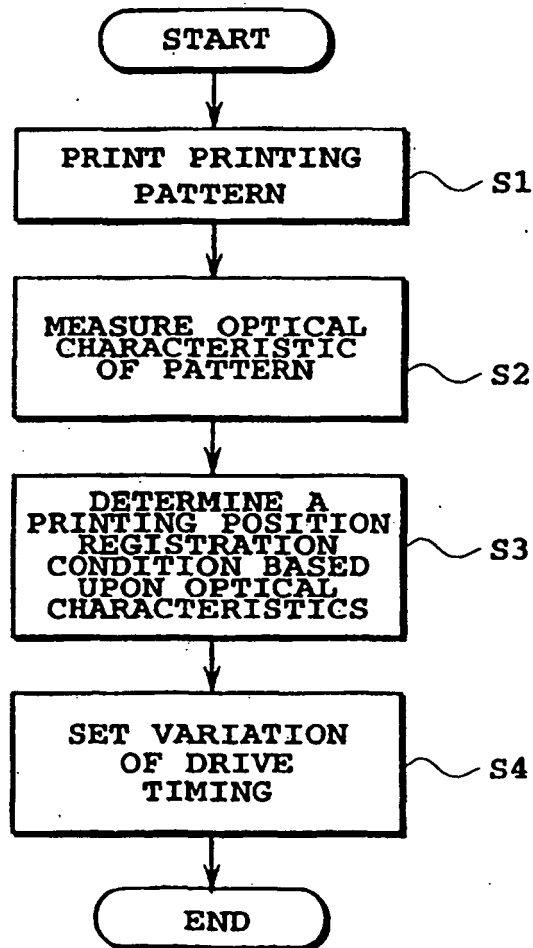 START
PRINT PRINTING
PATTERN
S1
MEASURE OPTICAL
CHARACTERISTIC
OF PATTERN
S2
DETERMINE A
PRINTING POSITION
REGISTRATION
CONDITION BASED
UPON OPTICAL
CHARACTERISTICS
S3
SET VARIATION
OF DRIVE
TIMING
S4
END